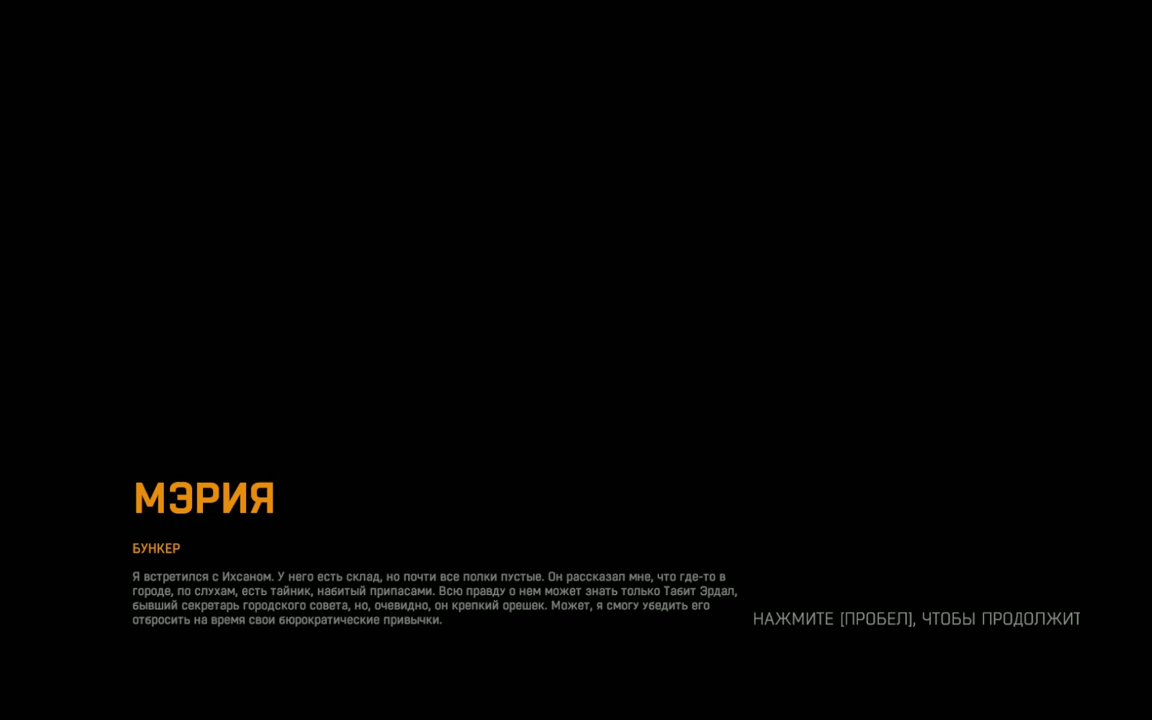 МЭРИЯ
БУНКЕР
Я встретился с Ихсаном. У него есть склад, но почти все полки пустые. Он рассказал мне, что где-то в
городе, по слухам, есть тайник, набитый припасами. Всю правду о нем может знать только Табит Эрдал,
бывший секретарь городского совета, но, очевидно, он крепкий орешек. Может, я смогу убедить его
отбросить на время свои бюрократические привычки.
НАЖМИТЕ [ПРОБЕЛ], ЧТОБЫ ПРОДОЛЖИТ